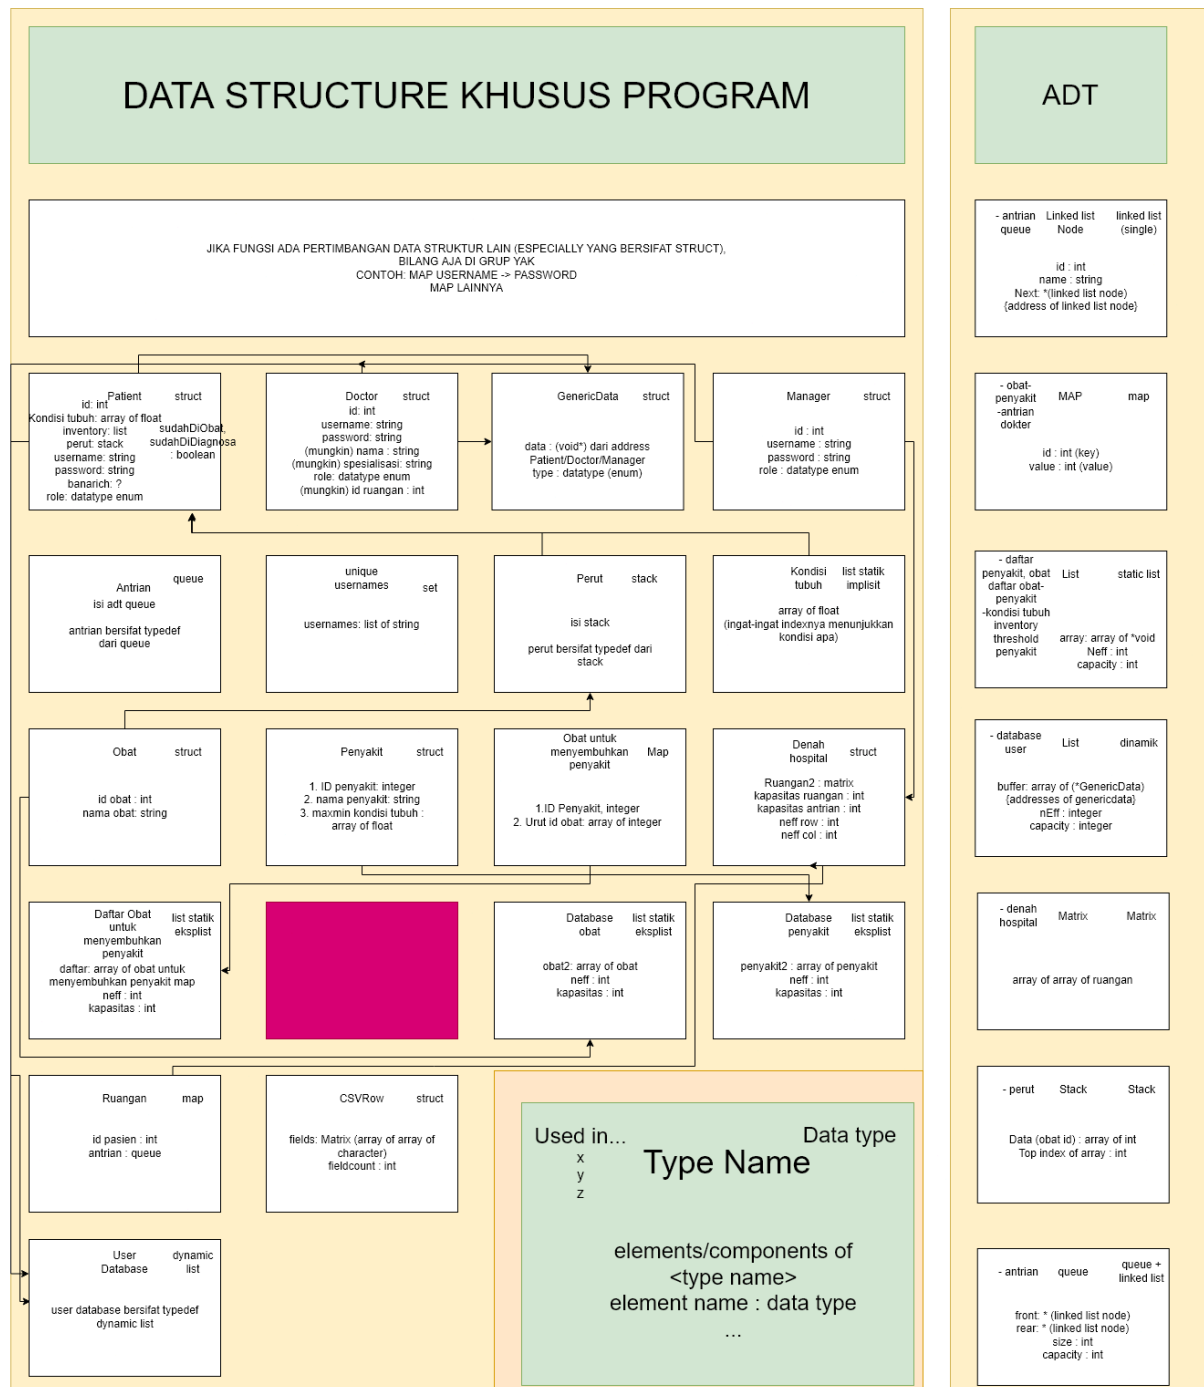 DATA STRUCTURE KHUSUS PROGRAM
JIKA FUNGSI ADA PERTIMBANGAN DATA STRUKTUR LAIN (ESPECIALLY YANG BERSIFAT STRUCT),
BILANG AJA DI GRUP YAK
CONTOH: MAP USERNAME -> PASSWORD
MAP LAINNYA
Patient
struct
id: int
Kondisi tubuh: array of float
inventory: list
perut: stack
username: string
password: string
banarich: ?
role: datatype enum
sudahDiObat,
sudahDiDiagnosa
: boolean
Doctor
struct
id: int
username: string
password: string
(mungkin) nama : string
(mungkin) spesialisasi: string
role: datatype enum
(mungkin) id ruangan : int
GenericData
struct
data : (void*) dari address
Patient/Doctor/Manager
type : datatype (enum)
Manager
struct
id : int
username : string
password : string
role : datatype enum
Antrian
queue
isi adt queue
antrian bersifat typedef
dari queue
unique
usernames
set
usernames: list of string
Perut
stack
isi stack
perut bersifat typedef dari
stack
Kondisi
tubuh
list statik
implisit
array of float
(ingat-ingat indexnya menunjukkan
kondisi apa)
Obat
struct
id obat : int
nama obat: string
Penyakit
struct
1. ID penyakit: integer
2. nama penyakit: string
3. maxmin kondisi tubuh :
array of float
Obat untuk
menyembuhkan
penyakit
Map
1.ID Penyakit, integer
2. Urut id obat: array of integer
Denah
hospital
struct
Ruangan2 : matrix
kapasitas ruangan : int
kapasitas antrian : int
neff row : int
neff col : int
Daftar Obat
untuk
menyembuhkan
penyakit
list statik
eksplist
daftar: array of obat untuk
menyembuhkan penyakit map
neff : int
kapasitas : int
Database
obat
list statik
eksplist
obat2: array of obat
neff : int
kapasitas : int
Database
penyakit
list statik
eksplist
penyakit2 : array of penyakit
neff : int
kapasitas : int
Ruangan
map
id pasien : int
antrian : queue
CSVRow
struct
fields: Matrix (array of array of
character)
fieldcount : int
User
Database
dynamic
list
user database bersifat typedef
dynamic list
Used in...
x
y
z
Type Name
Data type
elements/components of
<type name>
element name : data type
...
ADT
- antrian
queue
Linked list
Node
linked list
(single)
id : int
name : string
Next: *(linked list node)
{address of linked list node}
- obat-
penyakit
-antrian
dokter
MAP
map
id : int (key)
value : int (value)
- daftar
penyakit, obat
daftar obat-
penyakit
-kondisi tubuh
inventory
threshold
penyakit
List
static list
array: array of *void
Neff : int
capacity : int
- database
user
List
dinamik
buffer: array of (*GenericData)
{addresses of genericdata}
nEff : integer
capacity : integer
- denah
hospital
Matrix
Matrix
array of array of ruangan
- perut
Stack
Stack
Data (obat id) : array of int
Top index of array : int
- antrian
queue
queue +
linked list
front: * (linked list node)
rear: * (linked list node)
size : int
capacity : int